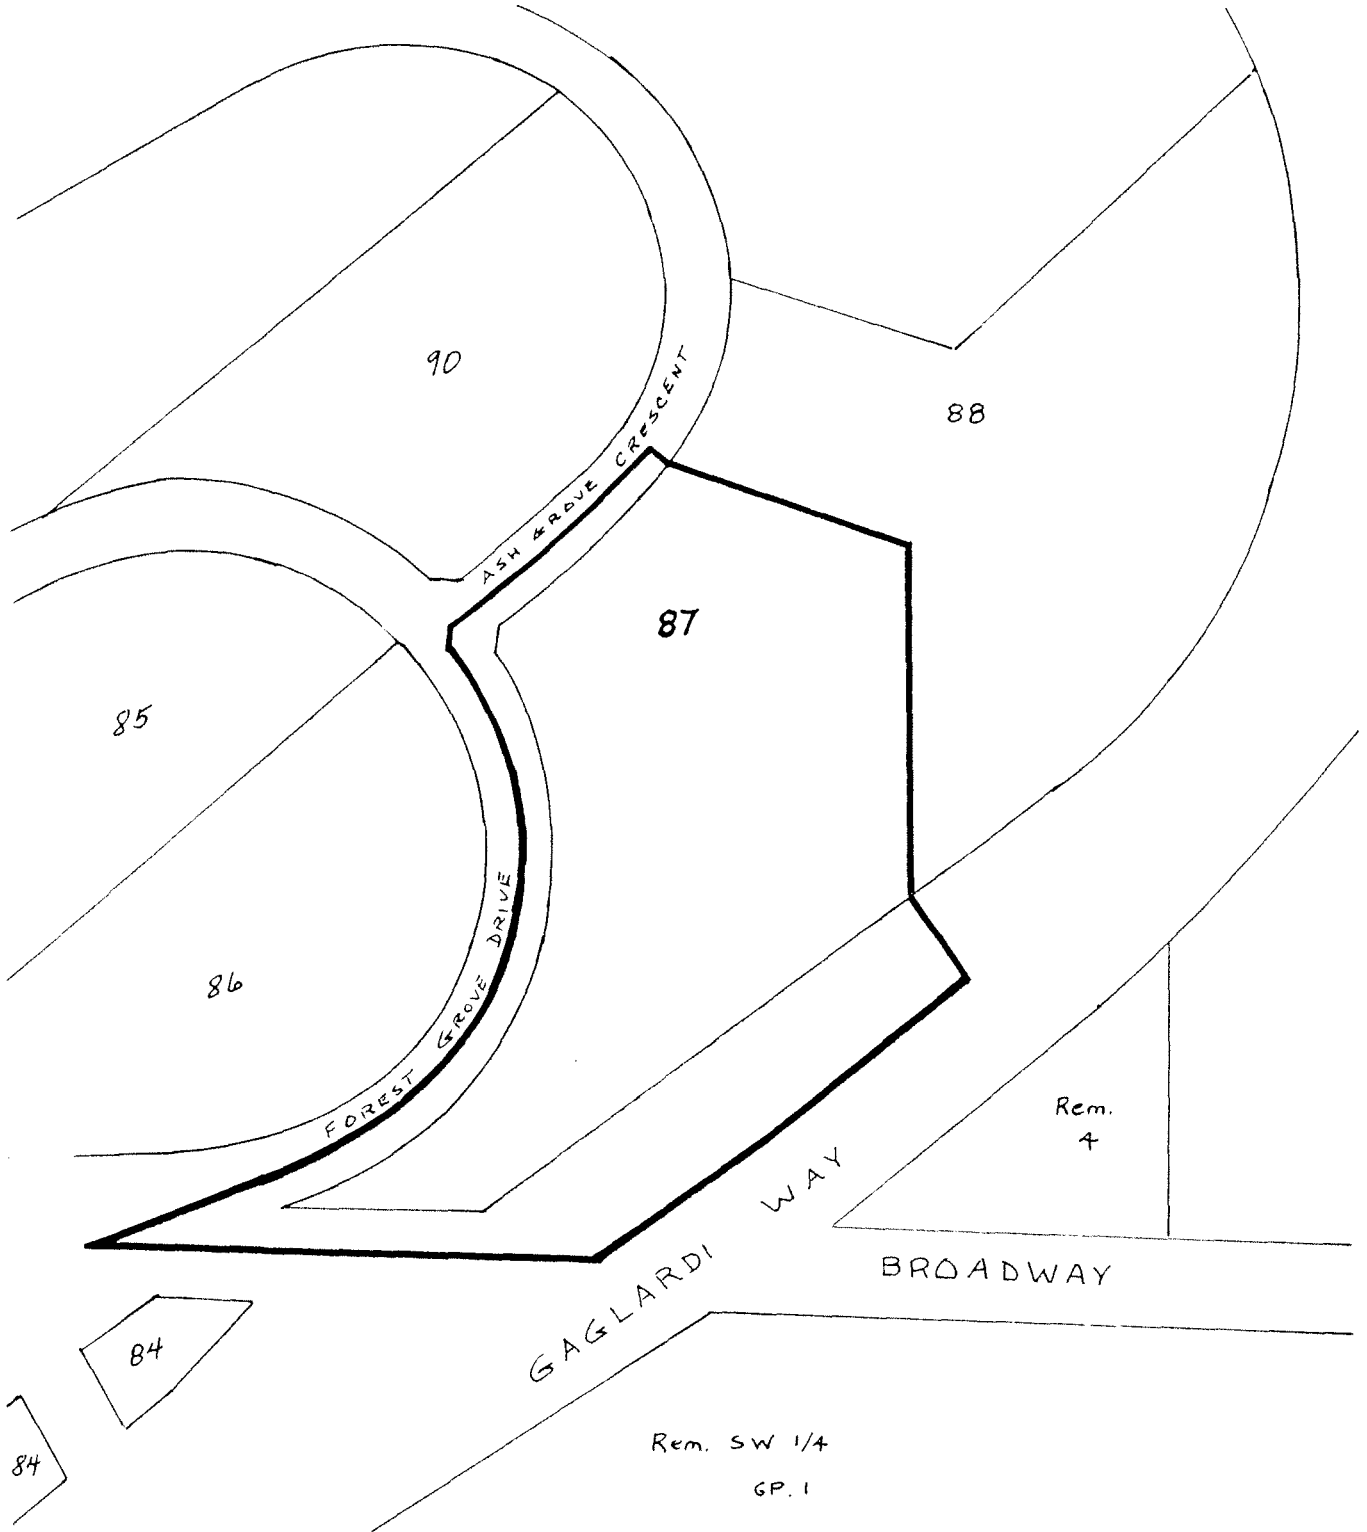 90
88
ASH GROVE CRESCENT
87
85
86
FOREST GROVE DRIVE
Rem.
4
GAGLARDI WAY
BROADWAY
84
84
Rem. SW 1/4
GP. 1